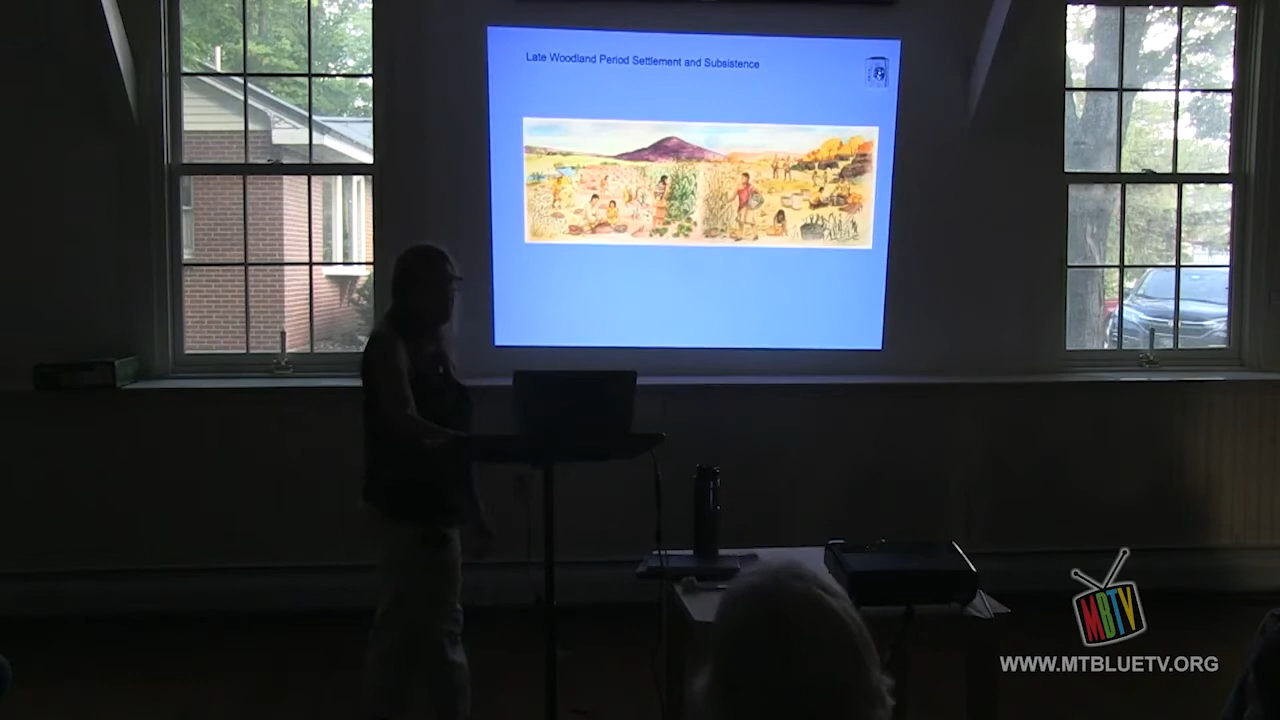 Late Woodland Period Settlement and Subsistence
MBTV
WWW.MTBLUETV.ORG